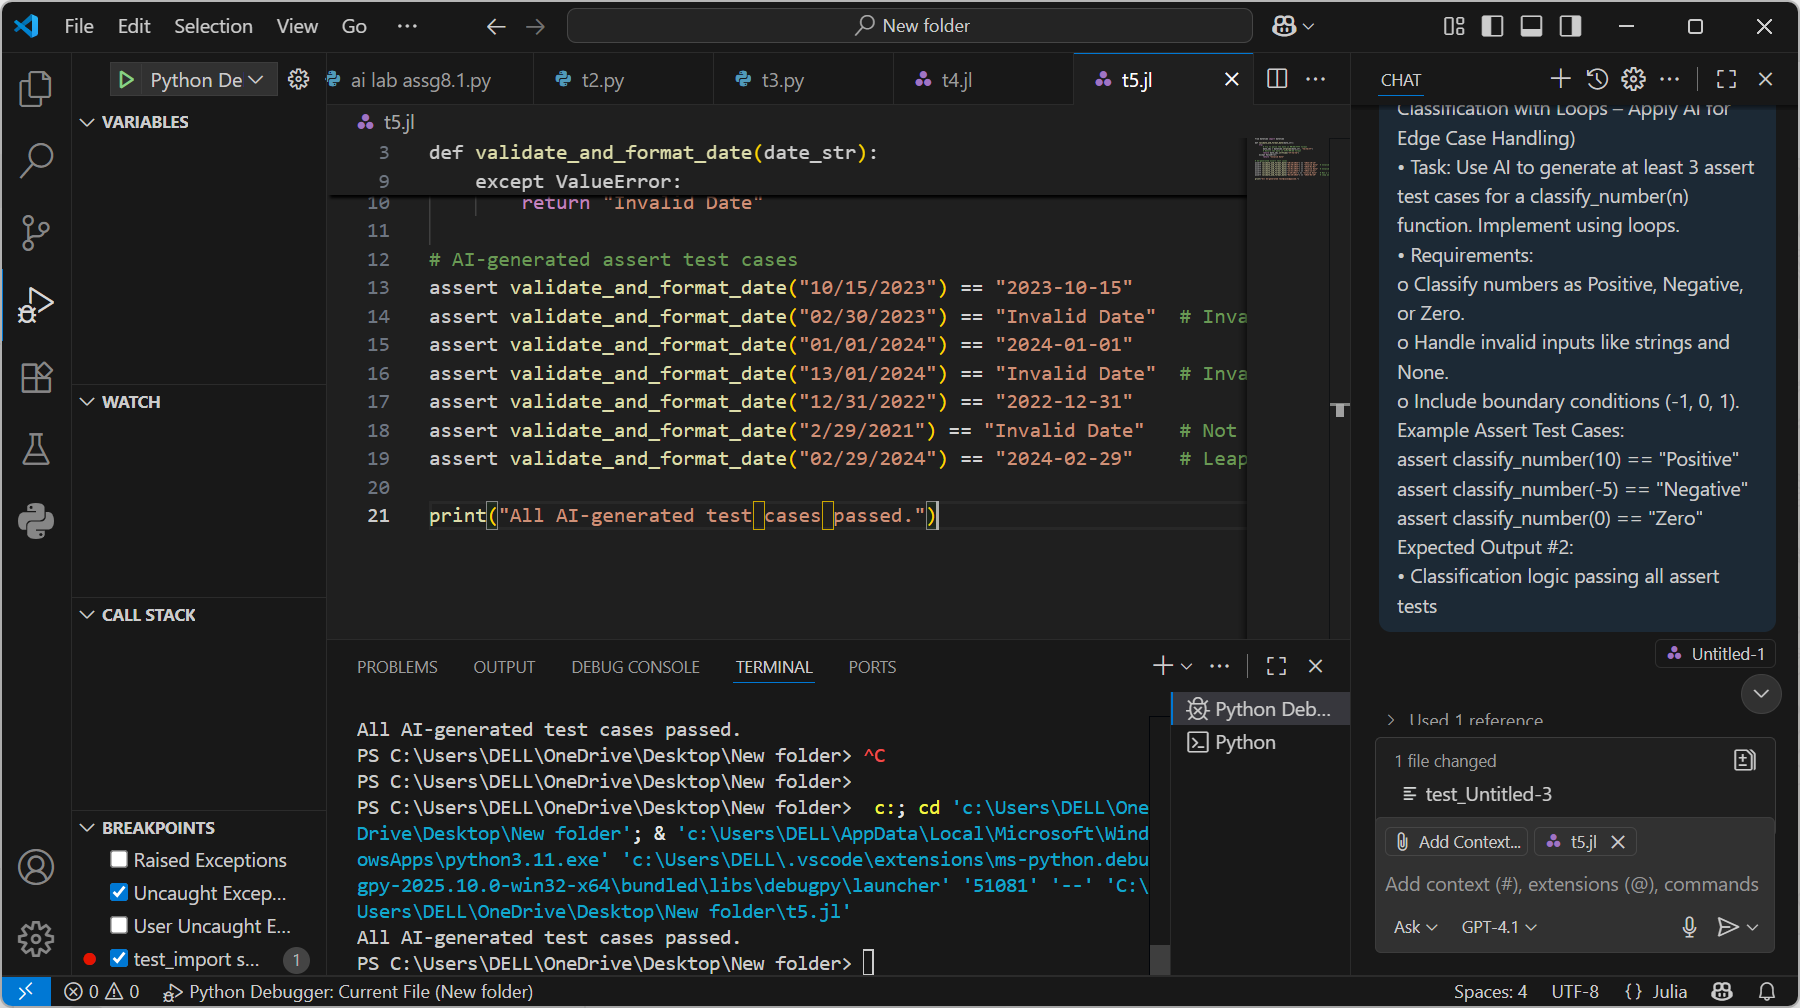 File Edit Selection View Go ··· New folder
Python De
ai lab assg8.1.py
t2.py
t3.py
t4.jl
t5.jl
CHAT
VARIABLES
WATCH
CALL STACK
BREAKPOINTS
Raised Exceptions
Uncaught Excep...
User Uncaught E...
test_import s... 1
t5.jl
3 def validate_and_format_date(date_str):
9 except ValueError:
10 return "Invalid Date"
11
12 # AI-generated assert test cases
13 assert validate_and_format_date("10/15/2023") == "2023-10-15"
14 assert validate_and_format_date("02/30/2023") == "Invalid Date" # Inva
15 assert validate_and_format_date("01/01/2024") == "2024-01-01"
16 assert validate_and_format_date("13/01/2024") == "Invalid Date" # Inva
17 assert validate_and_format_date("12/31/2022") == "2022-12-31"
18 assert validate_and_format_date("2/29/2021") == "Invalid Date" # Not
19 assert validate_and_format_date("02/29/2024") == "2024-02-29" # Leap
20
21 print("All AI-generated test cases passed.")
PROBLEMS OUTPUT DEBUG CONSOLE TERMINAL PORTS
All AI-generated test cases passed.
PS C:\Users\DELL\OneDrive\Desktop\New folder> ^C
PS C:\Users\DELL\OneDrive\Desktop\New folder>
PS C:\Users\DELL\OneDrive\Desktop\New folder> c:; cd 'c:\Users\DELL\One
Drive\Desktop\New folder'; & 'c:\Users\DELL\AppData\Local\Microsoft\Wind
owsApps\python3.11.exe' 'c:\Users\DELL\.vscode\extensions\ms-python.debu
gpy-2025.10.0-win32-x64\bundled\libs\debugpy\launcher' '51081' '--' 'C:\
Users\DELL\OneDrive\Desktop\New folder\t5.jl'
All AI-generated test cases passed.
PS C:\Users\DELL\OneDrive\Desktop\New folder>
Python Deb...
Python
Classification with Loops – Apply AI for
Edge Case Handling)
• Task: Use AI to generate at least 3 assert
test cases for a classify_number(n)
function. Implement using loops.
• Requirements:
o Classify numbers as Positive, Negative,
or Zero.
o Handle invalid inputs like strings and
None.
o Include boundary conditions (-1, 0, 1).
Example Assert Test Cases:
assert classify_number(10) == "Positive"
assert classify_number(-5) == "Negative"
assert classify_number(0) == "Zero"
Expected Output #2:
• Classification logic passing all assert
tests
Untitled-1
Used 1 reference
1 file changed
test_Untitled-3
Add Context... t5.jl
Add context (#), extensions (@), commands
Ask GPT-4.1
0 0 Python Debugger: Current File (New folder)
Spaces: 4 UTF-8 {} Julia